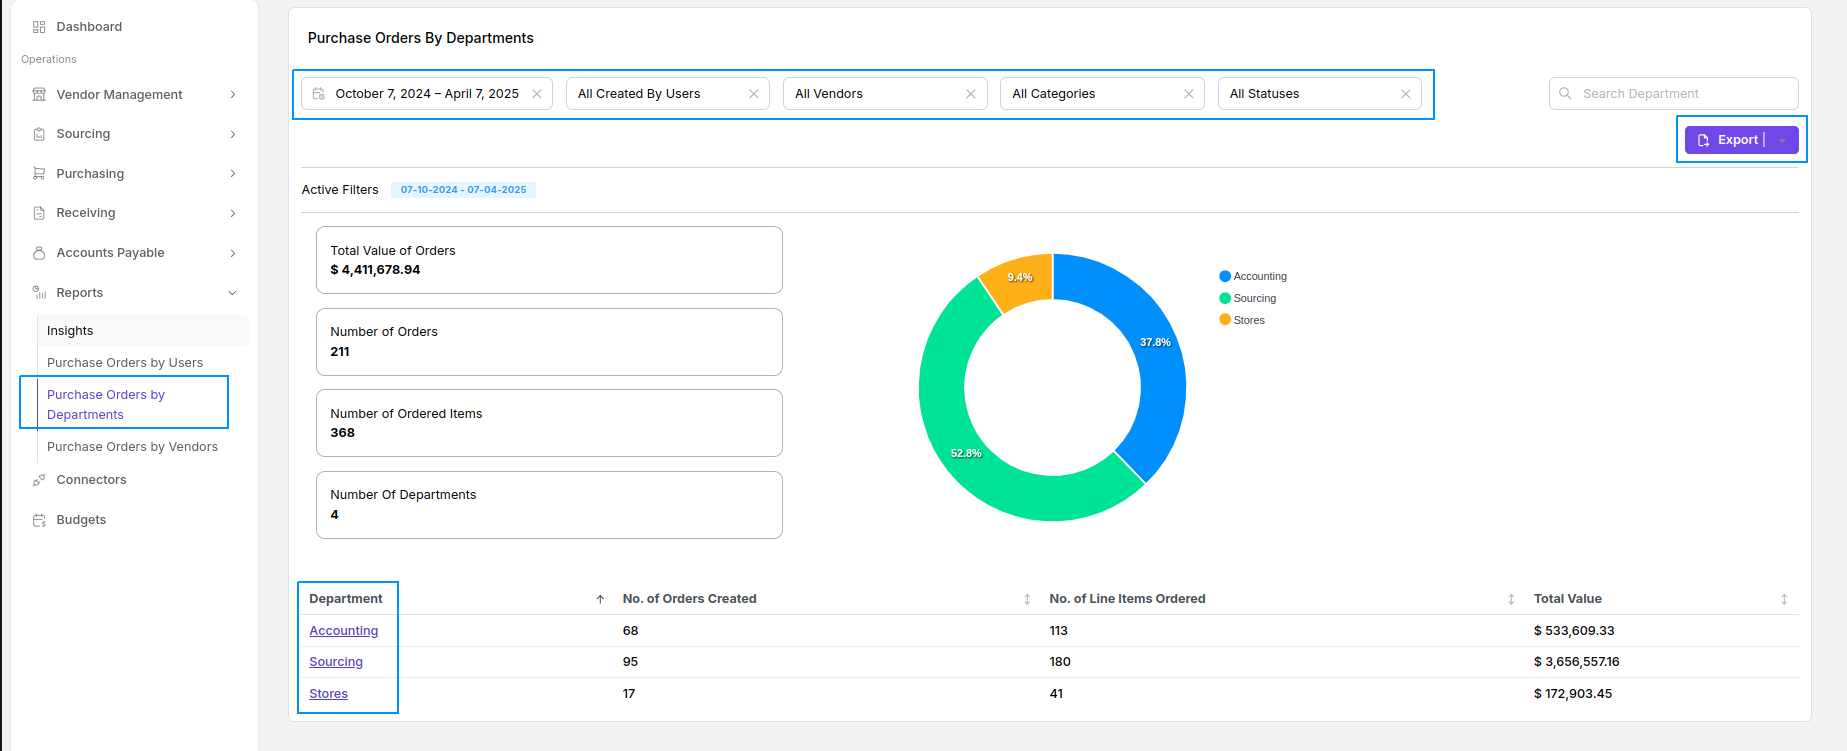 Dashboard
Operations
Vendor Management
Sourcing
Purchasing
Receiving
Accounts Payable
Reports
Insights
Purchase Orders by Users
Purchase Orders by
Departments
Purchase Orders by Vendors
Connectors
Budgets
Purchase Orders By Departments
October 7, 2024 – April 7, 2025
All Created By Users
All Vendors
All Categories
All Statuses
Search Department
Export
Active Filters
07-10-2024 - 07-04-2025
Total Value of Orders
$ 4,411,678.94
Number of Orders
211
Number of Ordered Items
368
Number Of Departments
4
9.4%
37.8%
52.8%
Accounting
Sourcing
Stores
Department No. of Orders Created No. of Line Items Ordered Total Value
Accounting 68 113 $ 533,609.33
Sourcing 95 180 $ 3,656,557.16
Stores 17 41 $ 172,903.45